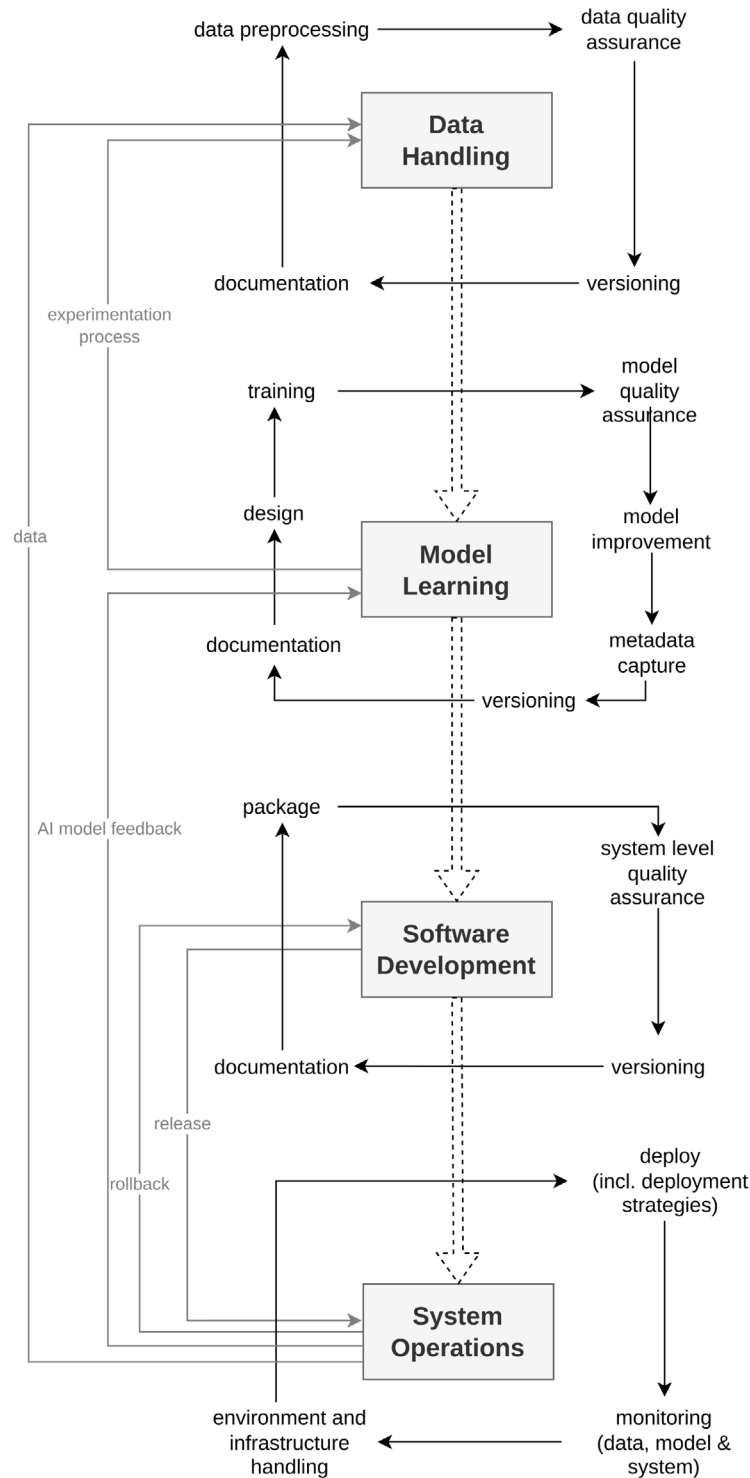 data preprocessing
data quality
assurance
Data
Handling
documentation
versioning
experimentation
process
training
model
quality
assurance
design
model
improvement
data
Model
Learning
documentation
metadata
capture
versioning
package
AI model feedback
system level
quality
assurance
Software
Development
documentation
versioning
release
rollback
deploy
(incl. deployment
strategies)
System
Operations
environment and
infrastructure
handling
monitoring
(data, model &
system)